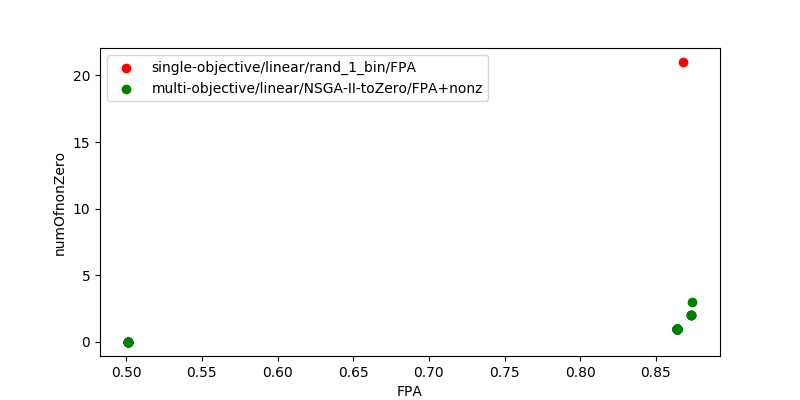 single-objective/linear/rand_1_bin/FPA
multi-objective/linear/NSGA-II-toZero/FPA+nonz
20
15
10
5
0
numOfnonZero
0.50 0.55 0.60 0.65 0.70 0.75 0.80 0.85
FPA